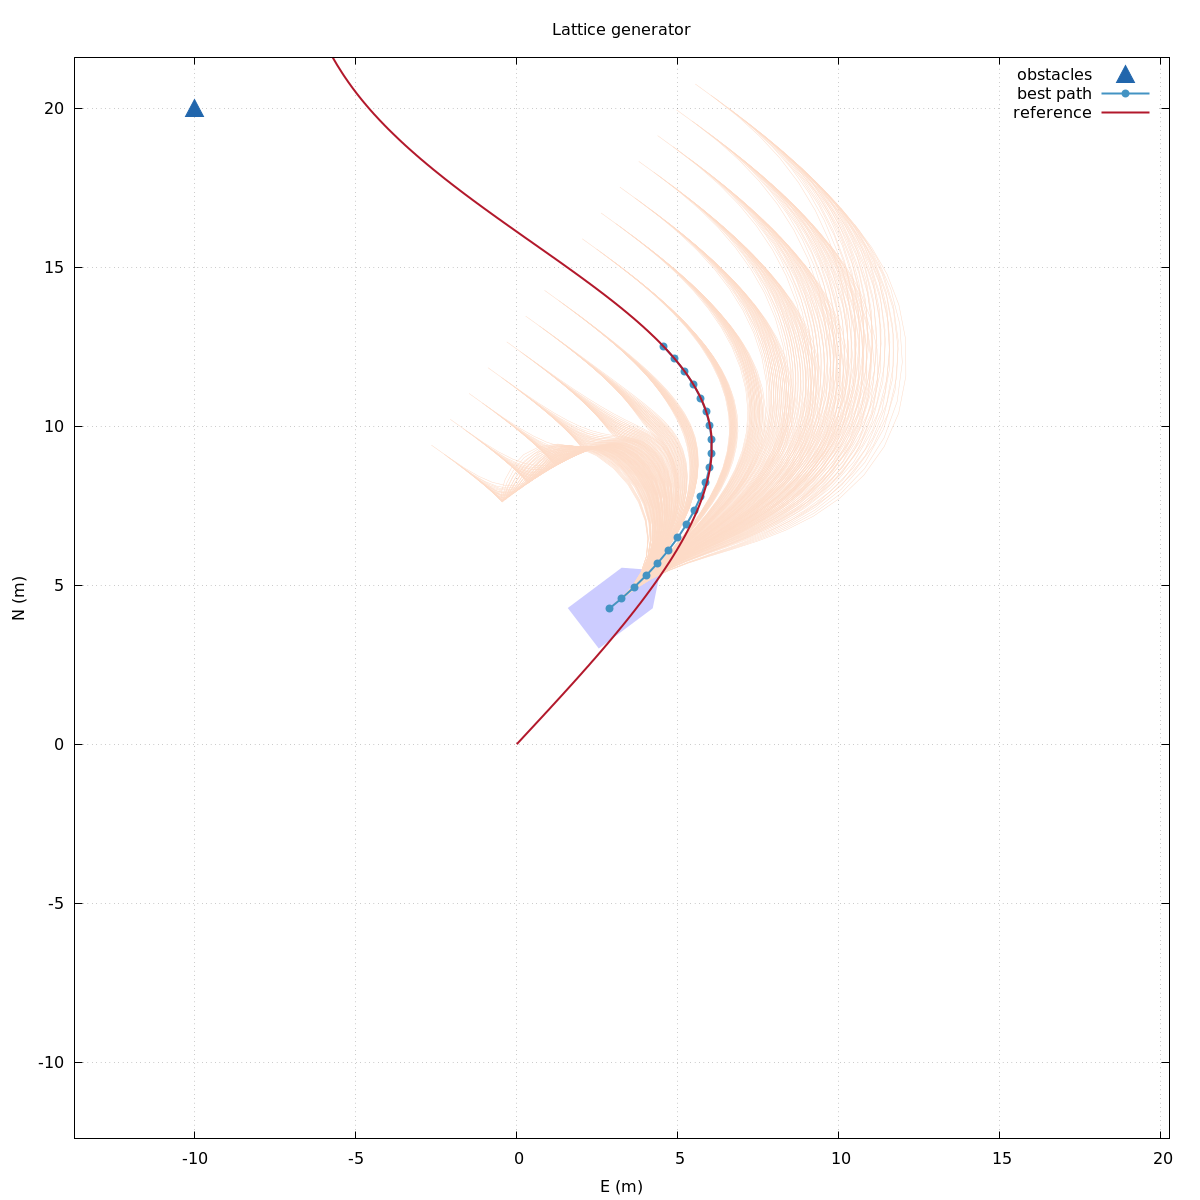 Lattice generator
obstacles
best path
reference
20
15
10
5
0
-5
-10
N (m)
-10 -5 0 5 10 15 20
E (m)